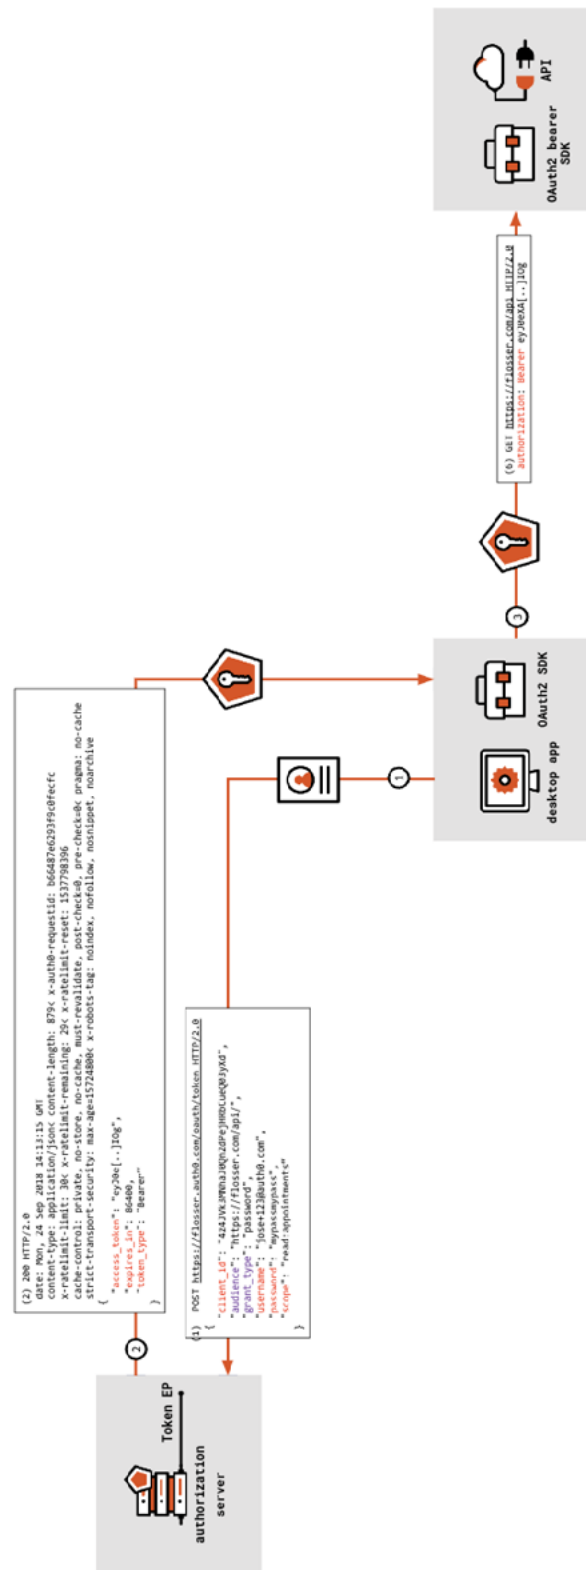 (2) 200 HTTP/2.0
date: Mon, 24 Sep 2018 14:13:15 GMT
content-type: application/json< content-length: 879< x-auth0-requestid: b66487e6293f9c0fecfc
x-ratelimit-limit: 30< x-ratelimit-remaining: 29< x-ratelimit-reset: 1537798396
cache-control: private, no-store, no-cache, must-revalidate, post-check=0, pre-check=0< pragma: no-cache
strict-transport-security: max-age=15724800< x-robots-tag: noindex, nofollow, nosnippet, noarchive
{
"access_token": "eyJ0e[..]IOg",
"expires_in": 86400,
"token_type": "Bearer"
}
2
Token EP
authorization
server
(1) POST https://flosser.auth0.com/oauth/token HTTP/2.0
{
"client_id":
"audience": "https://flosser.com/api/",
"grant_type": "password",
"username": "jose+123@auth0.com",
"password": "mypassmypass",
"scope": "read:appointments"
}
1
desktop app
OAuth2 SDK
3
(6) GET https://flosser.com/api HTTP/2.0
authorization: Bearer eyJ0eXA[..]IOg
OAuth2 bearer
SDK
API